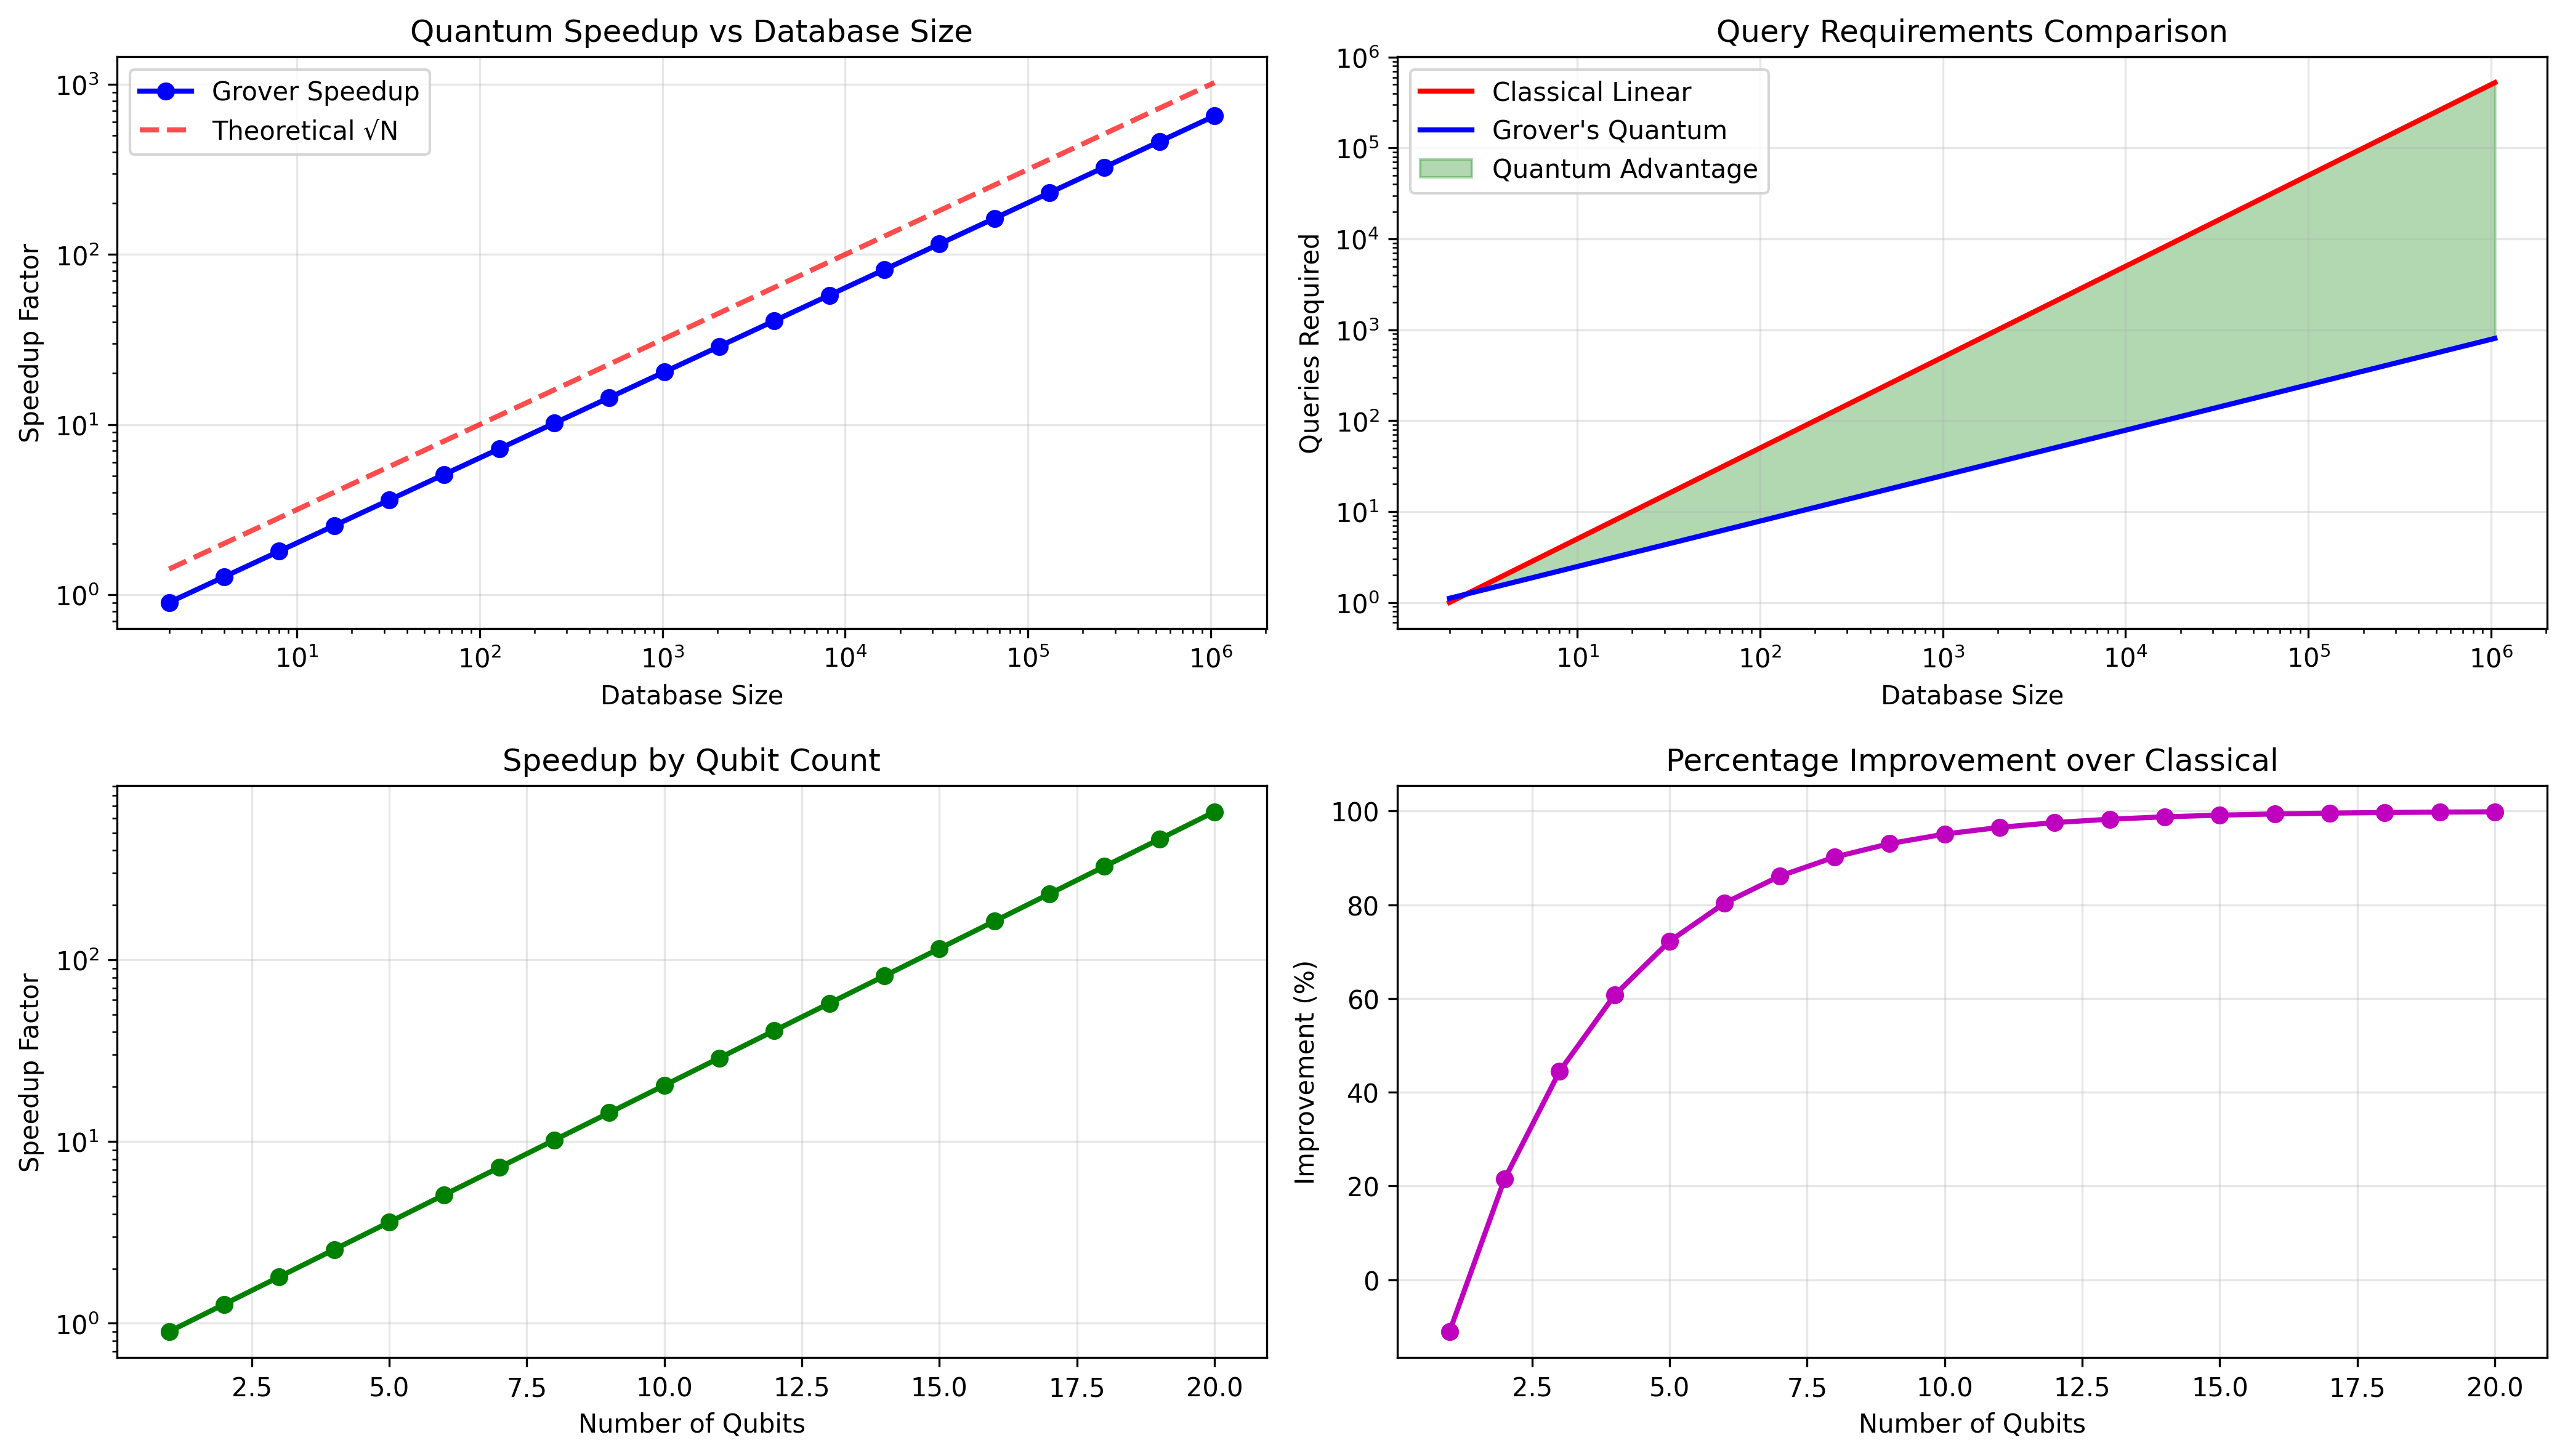 Quantum Speedup vs Database Size
Grover Speedup
Theoretical √N
Speedup Factor
10³
10²
10¹
10⁰
10¹ 10² 10³ 10⁴ 10⁵ 10⁶
Database Size
Query Requirements Comparison
Classical Linear
Grover's Quantum
Quantum Advantage
Queries Required
10⁶
10⁵
10⁴
10³
10²
10¹
10⁰
10¹ 10² 10³ 10⁴ 10⁵ 10⁶
Database Size
Speedup by Qubit Count
Speedup Factor
10²
10¹
10⁰
2.5 5.0 7.5 10.0 12.5 15.0 17.5 20.0
Number of Qubits
Percentage Improvement over Classical
Improvement (%)
100
80
60
40
20
0
2.5 5.0 7.5 10.0 12.5 15.0 17.5 20.0
Number of Qubits